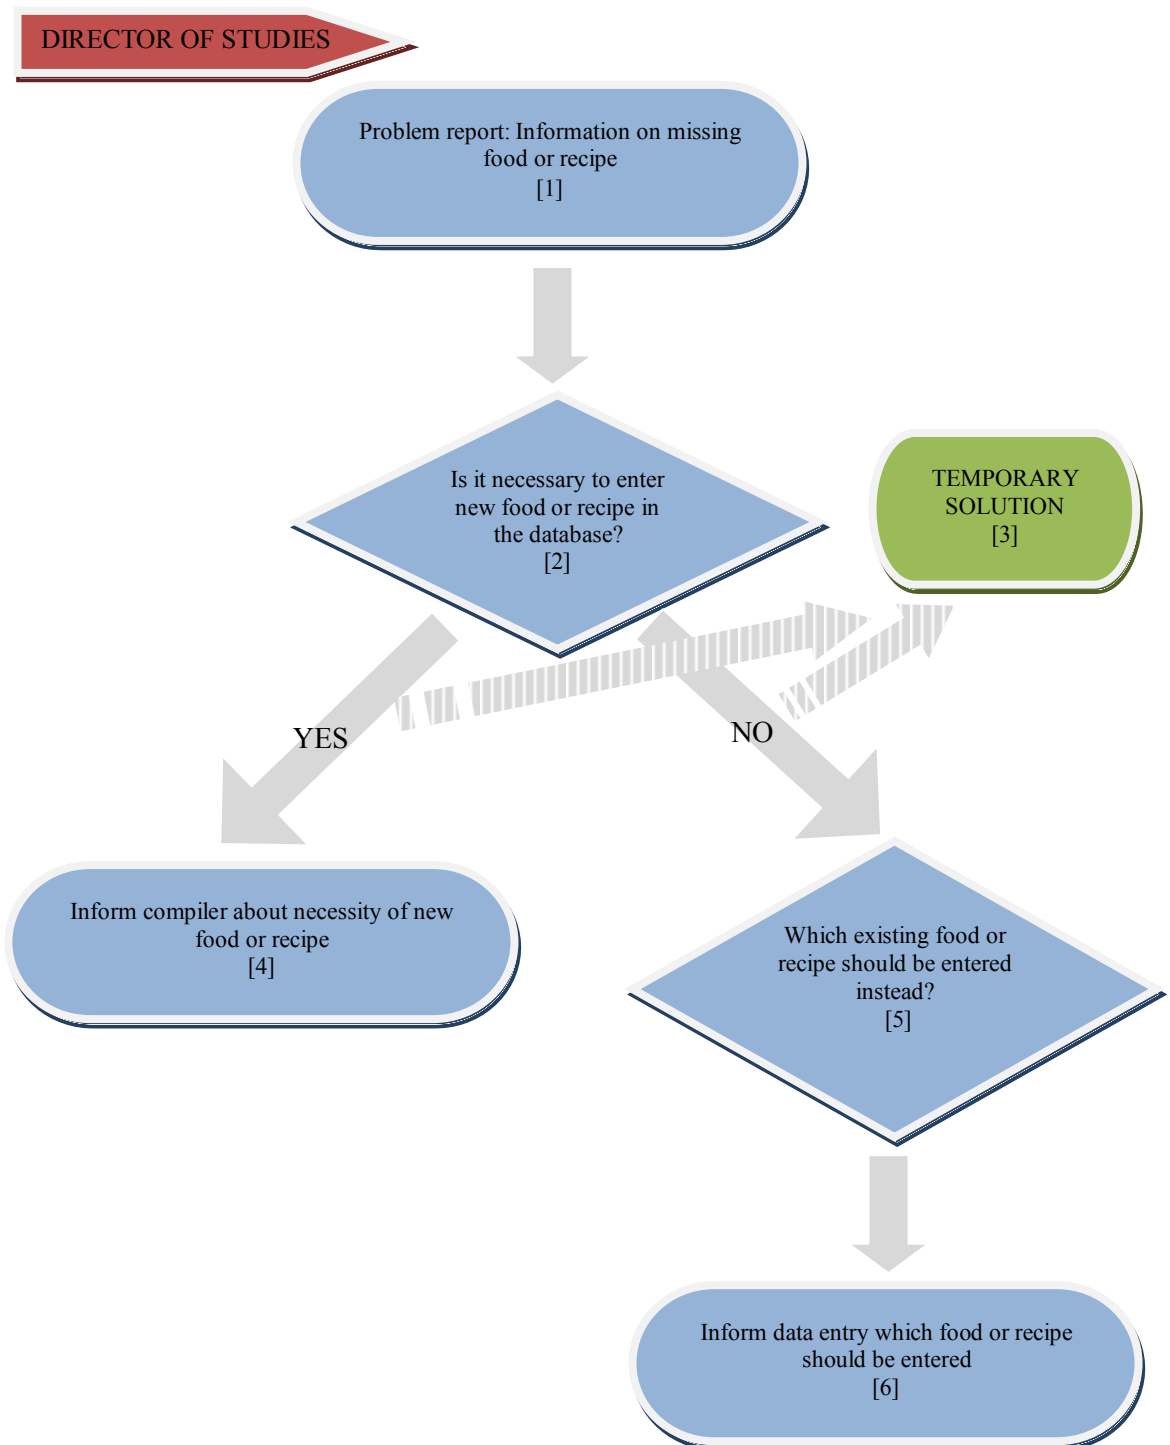 DIRECTOR OF STUDIES
Problem report: Information on missing
food or recipe
[1]
Is it necessary to enter
new food or recipe in
the database?
[2]
TEMPORARY
SOLUTION
[3]
YES
NO
Inform compiler about necessity of new
food or recipe
[4]
Which existing food or
recipe should be entered
instead?
[5]
Inform data entry which food or recipe
should be entered
[6]